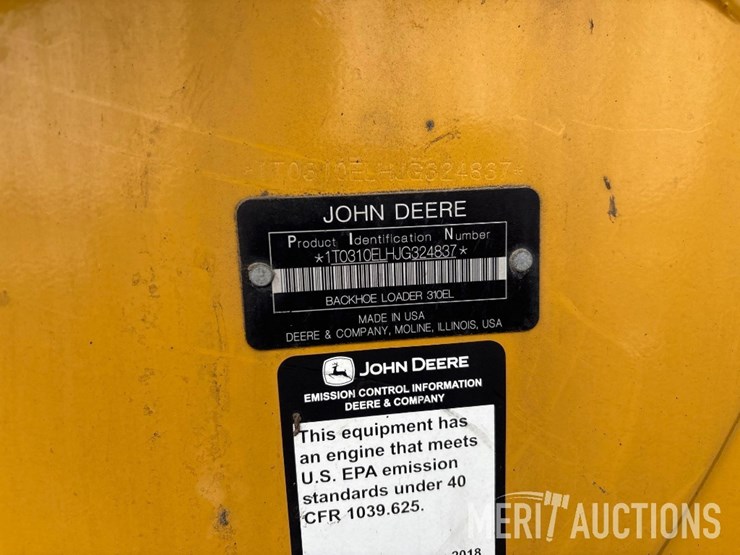 1T0310ELHJG324837*
JOHN DEERE
Product Identification Number
*1T0310ELHJG324837*
BACKHOE LOADER 310EL
MADE IN USA
DEERE & COMPANY, MOLINE, ILLINOIS, USA
JOHN DEERE
EMISSION CONTROL INFORMATION
DEERE & COMPANY
This equipment has
an engine that meets
U.S. EPA emission
standards under 40
CFR 1039.625.
2018
MERIT AUCTIONS